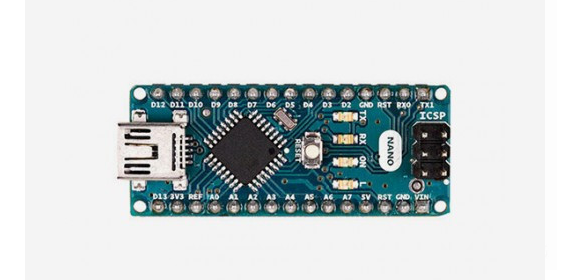 D12 D11 D10 D9 D8 D7 D6 D5 D4 D3 D2 GND RST RX0 TX1
TX
RX
ON
L
RESET
NANO
ICSP
D13 3V3 REF A0 A1 A2 A3 A4 A5 A6 A7 5V RST GND VIN